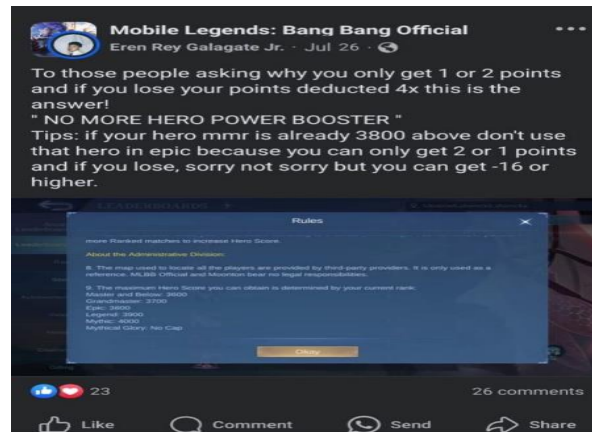 Mobile Legends: Bang Bang Official
Eren Rey Galagate Jr. · Jul 26 ·
To those people asking why you only get 1 or 2 points
and if you lose your points deducted 4x this is the
answer!
" NO MORE HERO POWER BOOSTER "
Tips: if your hero mmr is already 3800 above don't use
that hero in epic because you can only get 2 or 1 points
and if you lose, sorry not sorry but you can get -16 or
higher.
LEADERBOARDS
Rules
more Ranked matches to increase Hero Score.
About the Administrative Division:
8. The map used to locate all the players are provided by third-party providers. It is only used as a
reference. MLBB Official and Moonton bear no legal responsibilities.
9. The maximum Hero Score you can obtain is determined by your current rank:
Master and Below: 3600
Grandmaster: 3700
Epic: 3800
Legend: 3900
Mythic: 4000
Mythical Glory: No Cap
Okay
23
26 comments
Like
Comment
Send
Share